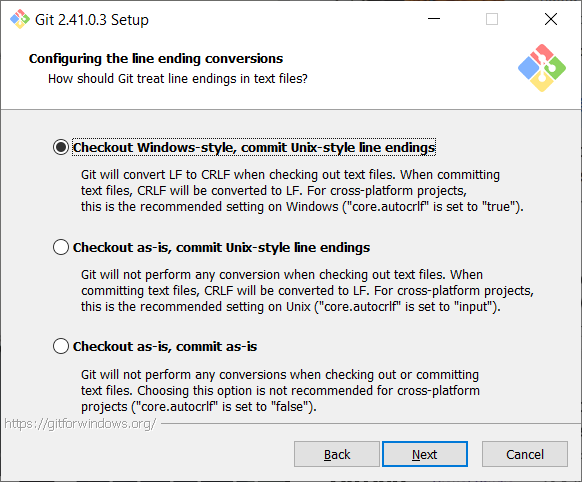 Git 2.41.0.3 Setup
Configuring the line ending conversions
How should Git treat line endings in text files?
Checkout Windows-style, commit Unix-style line endings
Git will convert LF to CRLF when checking out text files. When committing
text files, CRLF will be converted to LF. For cross-platform projects,
this is the recommended setting on Windows ("core.autocrlf" is set to "true").
Checkout as-is, commit Unix-style line endings
Git will not perform any conversion when checking out text files. When
committing text files, CRLF will be converted to LF. For cross-platform projects,
this is the recommended setting on Unix ("core.autocrlf" is set to "input").
Checkout as-is, commit as-is
Git will not perform any conversions when checking out or committing
text files. Choosing this option is not recommended for cross-platform
projects ("core.autocrlf" is set to "false").
https://gitforwindows.org/
Back Next Cancel